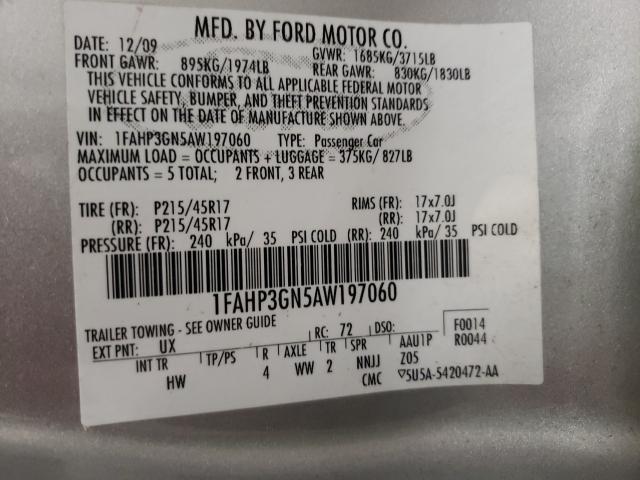 MFD. BY FORD MOTOR CO.
DATE: 12/09 GVWR: 1685KG/3715LB
FRONT GAWR: 895KG/1974LB REAR GAWR: 830KG/1830LB
THIS VEHICLE CONFORMS TO ALL APPLICABLE FEDERAL MOTOR
VEHICLE SAFETY, BUMPER, AND THEFT PREVENTION STANDARDS
IN EFFECT ON THE DATE OF MANUFACTURE SHOWN ABOVE.
VIN: 1FAHP3GN5AW197060 TYPE: Passenger Car
MAXIMUM LOAD = OCCUPANTS + LUGGAGE = 375KG/ 827LB
OCCUPANTS = 5 TOTAL; 2 FRONT, 3 REAR
TIRE (FR): P215/45R17 RIMS (FR): 17x7.0J
(RR): P215/45R17 (RR): 17x7.0J
PRESSURE (FR): 240 kPa/ 35 PSI COLD (RR): 240 kPa/ 35 PSI COLD
1FAHP3GN5AW197060
TRAILER TOWING - SEE OWNER GUIDE
EXT PNT: UX RC: 72 DSO: F0014
INT TR TP/PS R AXLE TR SPR AAU1P R0044
HW 4 WW 2 NNJJ Z05
CMC ▽5U5A-5420472-AA